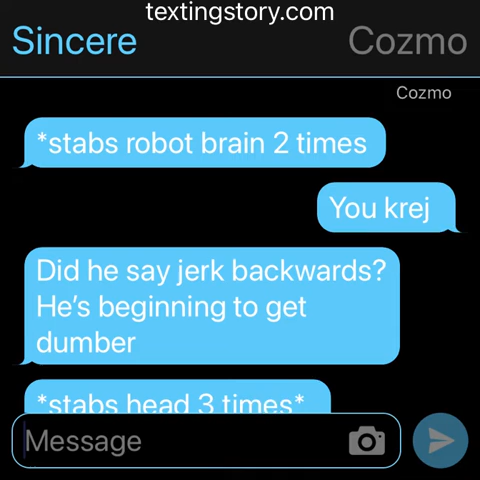 textingstory.com
Sincere Cozmo
Cozmo
*stabs robot brain 2 times
You krej
Did he say jerk backwards?
He’s beginning to get
dumber
*stabs head 3 times*
Message